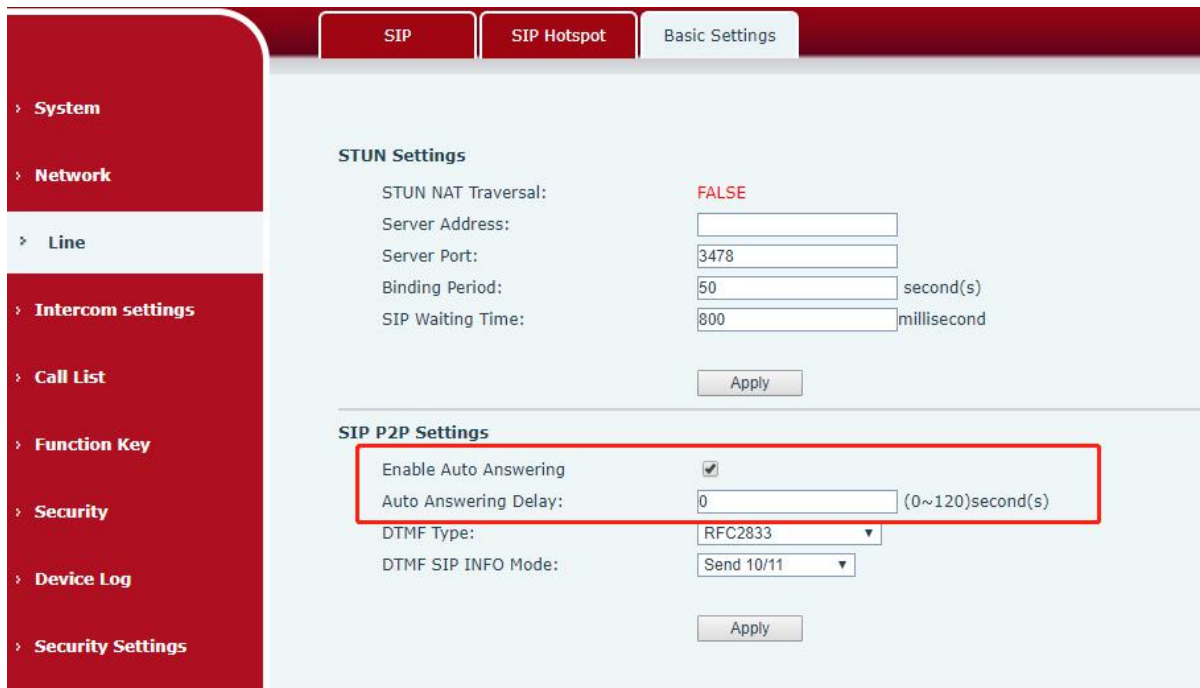 SIP SIP Hotspot Basic Settings
System
Network
Line
Intercom settings
Call List
Function Key
Security
Device Log
Security Settings
STUN Settings
STUN NAT Traversal: FALSE
Server Address:
Server Port: 3478
Binding Period: 50 second(s)
SIP Waiting Time: 800 millisecond
Apply
SIP P2P Settings
Enable Auto Answering
Auto Answering Delay: 0 (0~120)second(s)
DTMF Type: RFC2833
DTMF SIP INFO Mode: Send 10/11
Apply